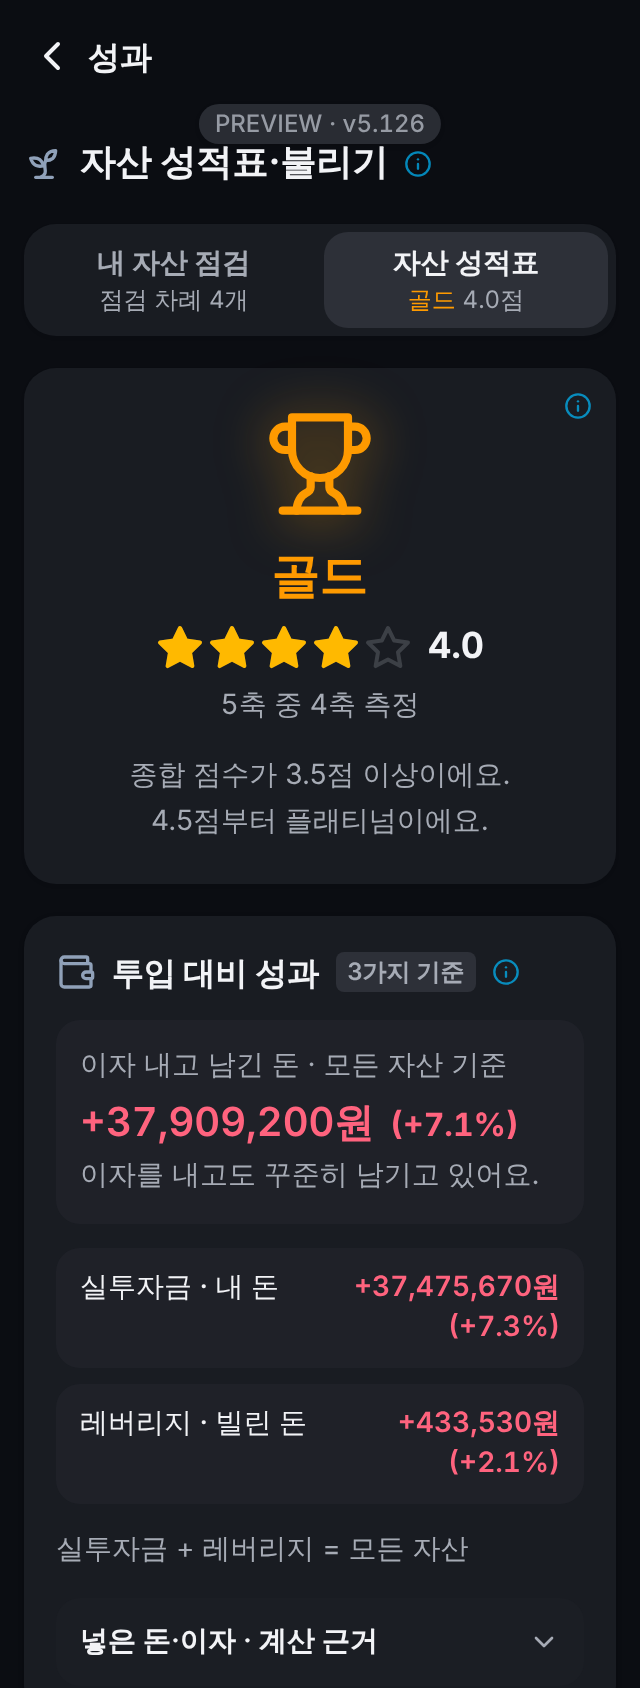 성과
PREVIEW · v5.126
자산 성적표·불리기
내 자산 점검
점검 차례 4개
자산 성적표
골드 4.0점
골드
4.0
5축 중 4축 측정
종합 점수가 3.5점 이상이에요.
4.5점부터 플래티넘이에요.
투입 대비 성과 3가지 기준
이자 내고 남긴 돈 · 모든 자산 기준
+37,909,200원 (+7.1%)
이자를 내고도 꾸준히 남기고 있어요.
실투자금 · 내 돈 +37,475,670원
(+7.3%)
레버리지 · 빌린 돈 +433,530원
(+2.1%)
실투자금 + 레버리지 = 모든 자산
넣은 돈·이자 · 계산 근거